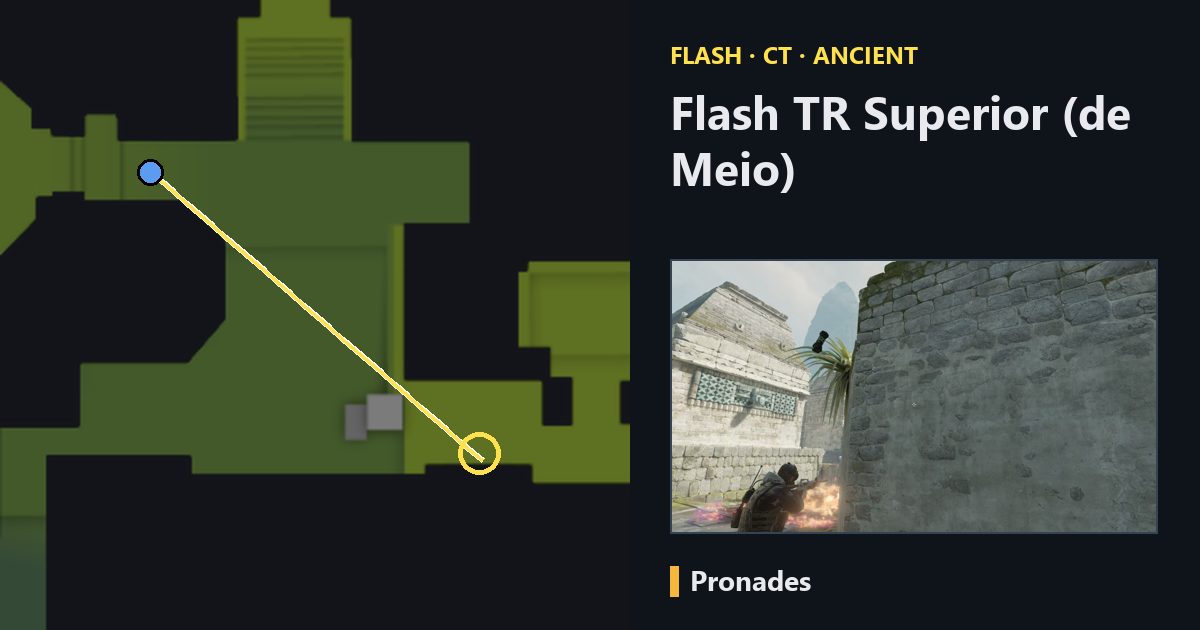 FLASH · CT · ANCIENT
Flash TR Superior (de
Meio)
Pronades